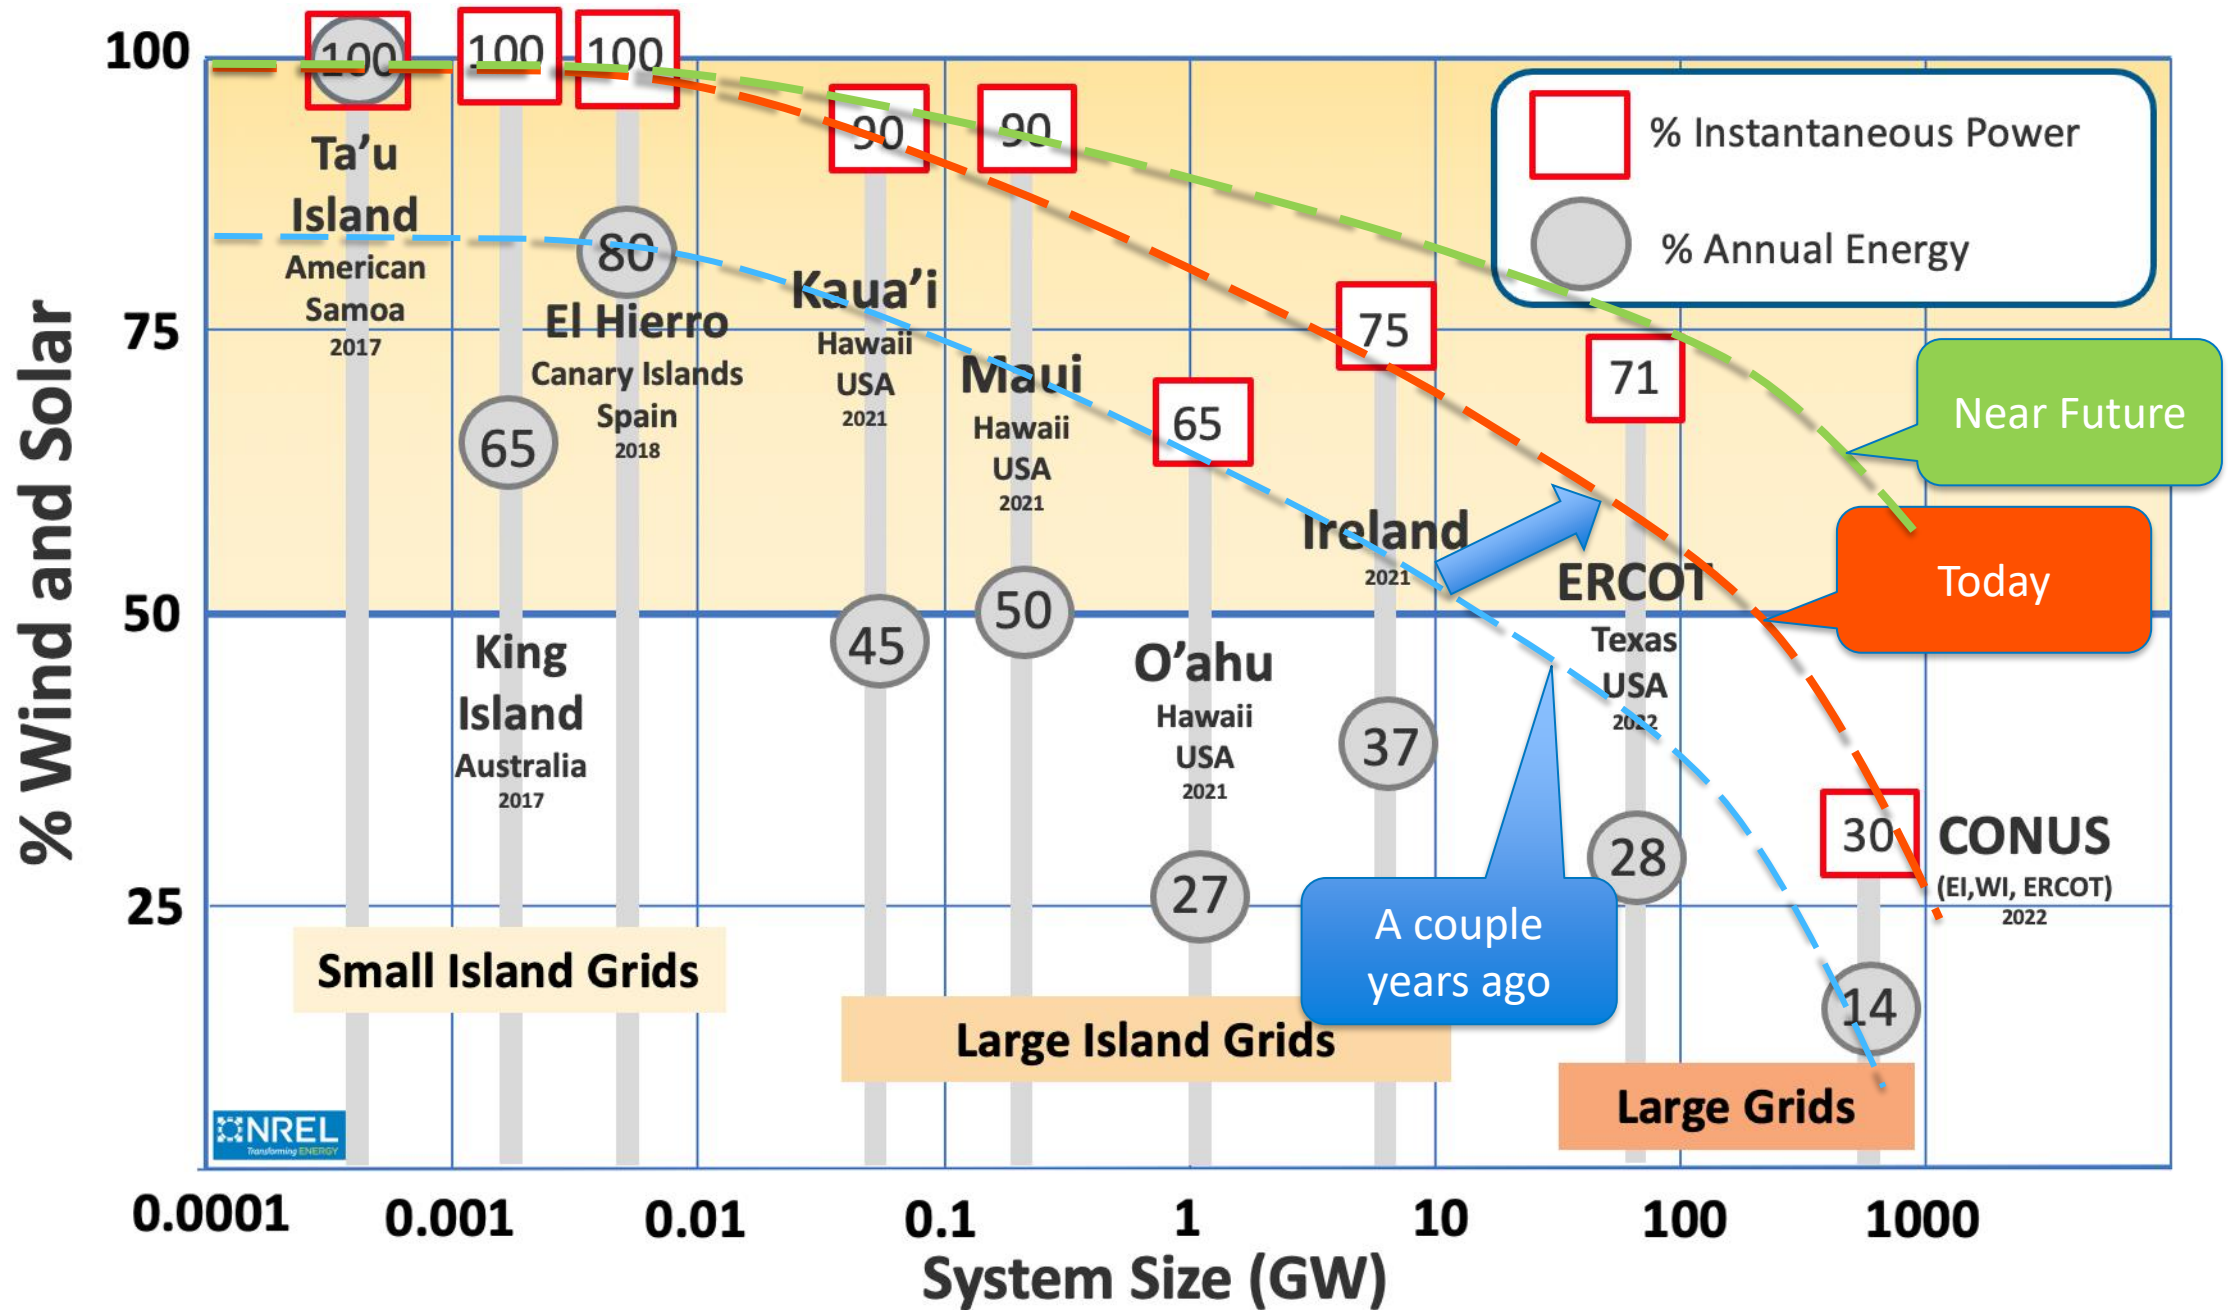 % Wind and Solar
100
75
50
25
100
100
100
90
90
% Instantaneous Power
% Annual Energy
Ta'u
Island
American
Samoa
2017
65
King
Island
Australia
2017
80
El Hierro
Canary Islands
Spain
2018
Kaua'i
Hawaii
USA
2021
45
Maui
Hawaii
USA
2021
50
65
O'ahu
Hawaii
USA
2021
27
75
Ireland
2021
37
71
ERCOT
Texas
USA
2022
28
30
CONUS
(EI,WI, ERCOT)
2022
14
Near Future
Today
A couple
years ago
Small Island Grids
Large Island Grids
Large Grids
NREL
Transforming ENERGY
0.0001
0.001
0.01
0.1
1
10
100
1000
System Size (GW)